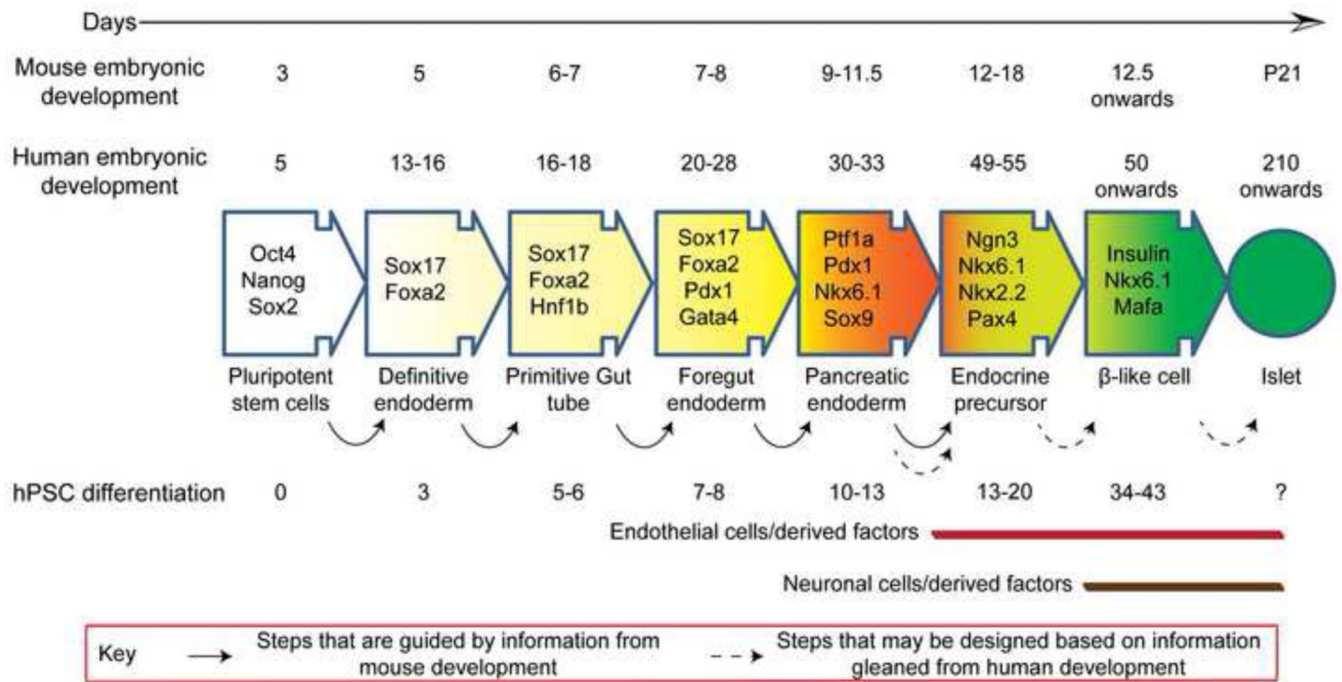 Days
Mouse embryonic
development
3 5 6-7 7-8 9-11.5 12-18 12.5
onwards P21
Human embryonic
development
5 13-16 16-18 20-28 30-33 49-55 50
onwards 210
onwards
Oct4
Nanog
Sox2
Sox17
Foxa2
Sox17
Foxa2
Hnf1b
Sox17
Foxa2
Pdx1
Gata4
Ptf1a
Pdx1
Nkx6.1
Sox9
Ngn3
Nkx6.1
Nkx2.2
Pax4
Insulin
Nkx6.1
Mafa
Pluripotent
stem cells
Definitive
endoderm
Primitive Gut
tube
Foregut
endoderm
Pancreatic
endoderm
Endocrine
precursor
β-like cell
Islet
hPSC differentiation 0 3 5-6 7-8 10-13 13-20 34-43 ?
Endothelial cells/derived factors
Neuronal cells/derived factors
Key
Steps that are guided by information from
mouse development
Steps that may be designed based on information
gleaned from human development